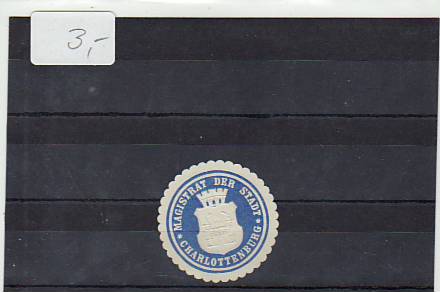 3,-
* MAGISTRAT DER STADT *
CHARLOTTENBURG